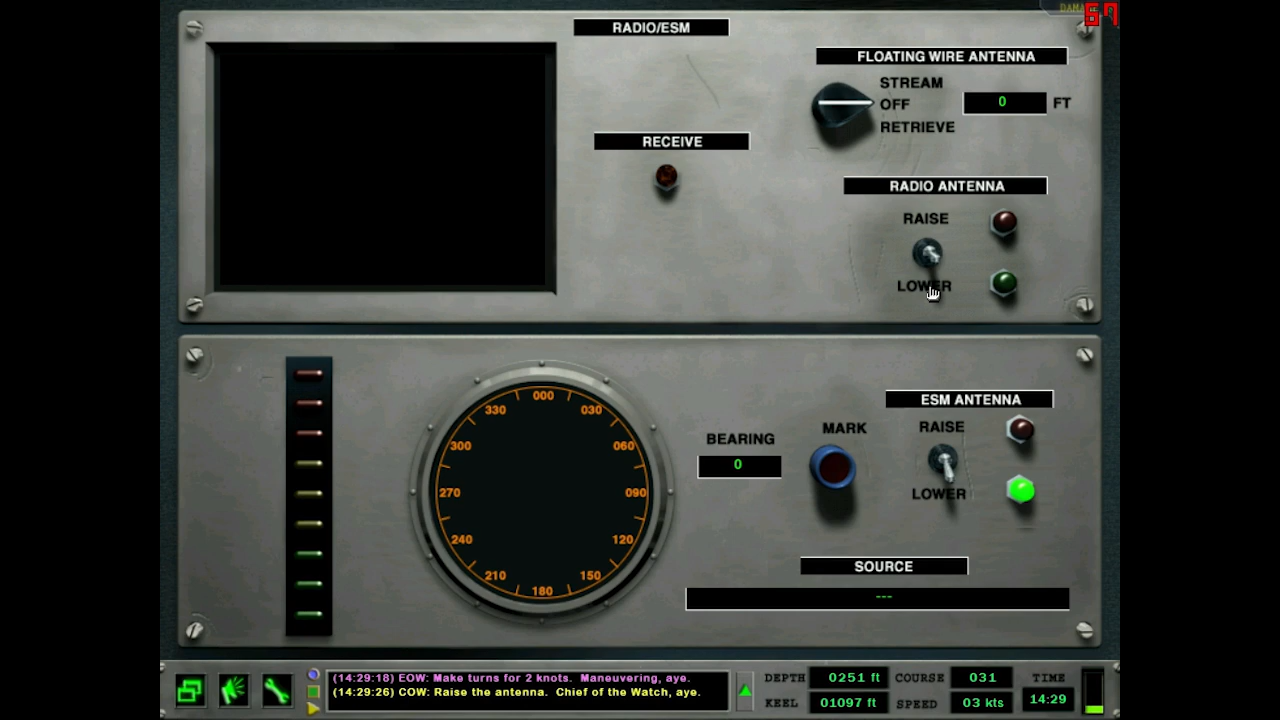 DAMA
67
RADIO/ESM
FLOATING WIRE ANTENNA
STREAM
OFF
RETRIEVE
0
FT
RECEIVE
RADIO ANTENNA
RAISE
LOWER
ESM ANTENNA
RAISE
LOWER
MARK
BEARING
0
000
030
060
090
120
150
180
210
240
270
300
330
SOURCE
---
(14:29:18) EOW: Make turns for 2 knots. Maneuvering, aye.
(14:29:26) COW: Raise the antenna. Chief of the Watch, aye.
DEPTH 0251 ft COURSE 031 TIME
KEEL 01097 ft SPEED 03 kts 14:29